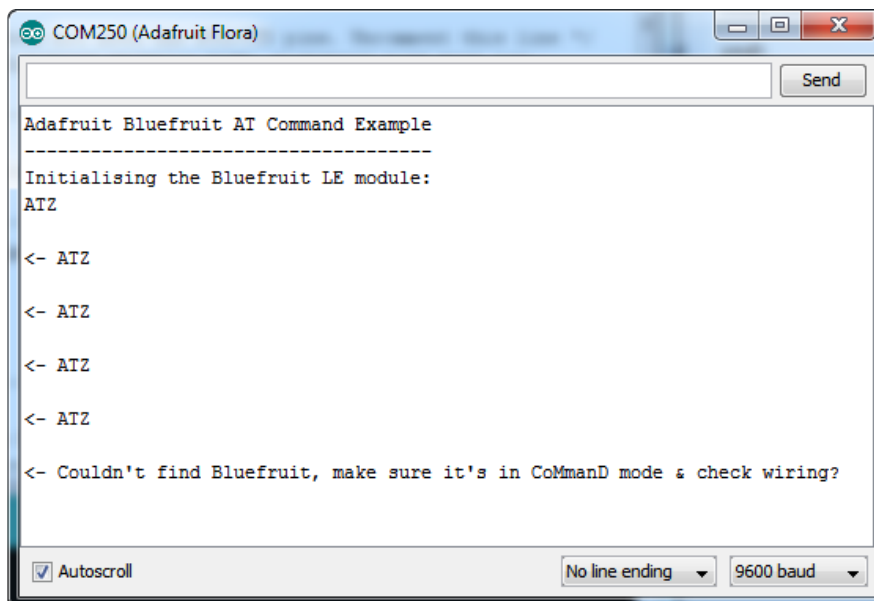 COM250 (Adafruit Flora)
Send
Adafruit Bluefruit AT Command Example
-------------------------------------
Initialising the Bluefruit LE module:
ATZ
<- ATZ
<- ATZ
<- ATZ
<- ATZ
<- Couldn't find Bluefruit, make sure it's in CoMmanD mode & check wiring?
Autoscroll
No line ending
9600 baud